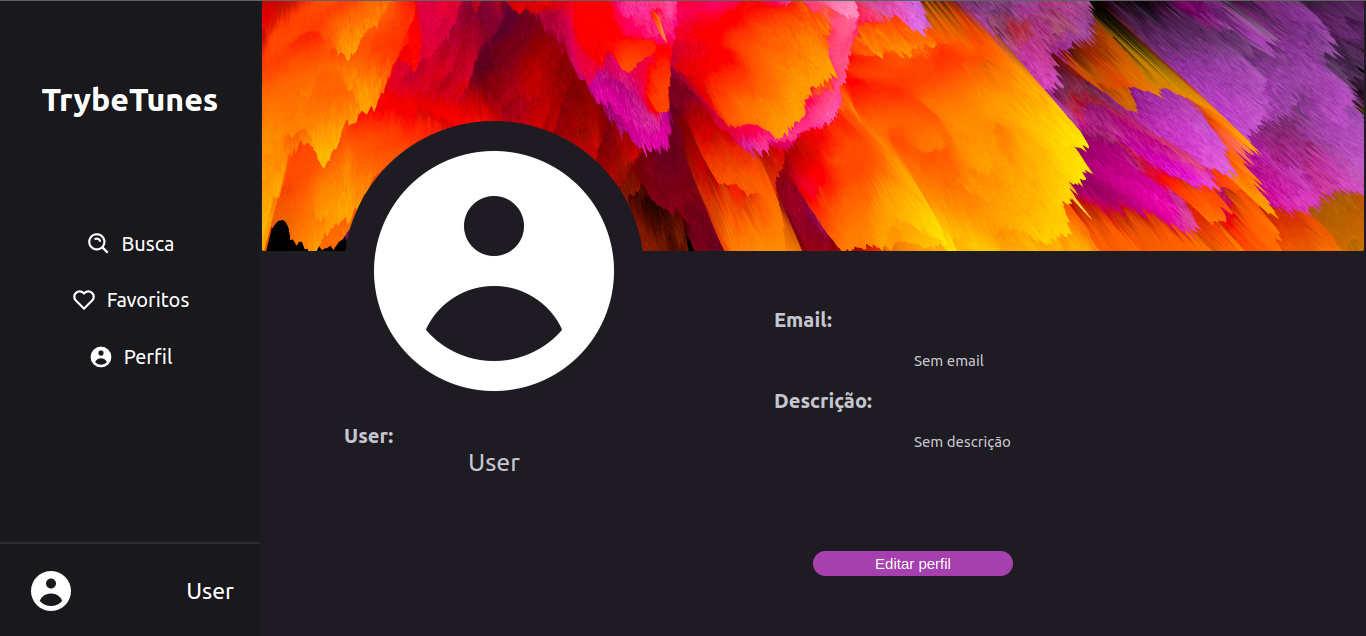 TrybeTunes
Busca
Favoritos
Perfil
User
User:
User
Email:
Sem email
Descrição:
Sem descrição
Editar perfil